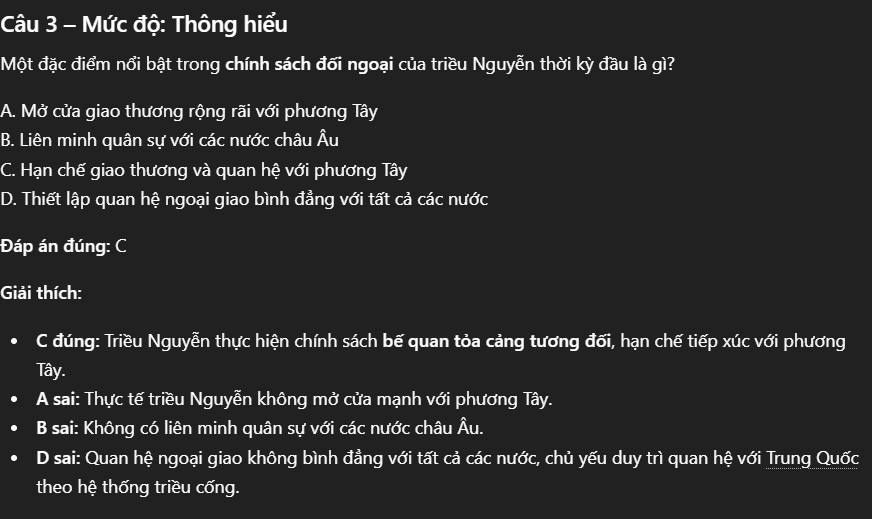 Câu 3 – Mức độ: Thông hiểu
Một đặc điểm nổi bật trong chính sách đối ngoại của triều Nguyễn thời kỳ đầu là gì?
A. Mở cửa giao thương rộng rãi với phương Tây
B. Liên minh quân sự với các nước châu Âu
C. Hạn chế giao thương và quan hệ với phương Tây
D. Thiết lập quan hệ ngoại giao bình đẳng với tất cả các nước
Đáp án đúng: C
Giải thích:
• C đúng: Triều Nguyễn thực hiện chính sách bế quan tỏa cảng tương đối, hạn chế tiếp xúc với phương
Tây.
• A sai: Thực tế triều Nguyễn không mở cửa mạnh với phương Tây.
• B sai: Không có liên minh quân sự với các nước châu Âu.
• D sai: Quan hệ ngoại giao không bình đẳng với tất cả các nước, chủ yếu duy trì quan hệ với Trung Quốc
theo hệ thống triều cống.